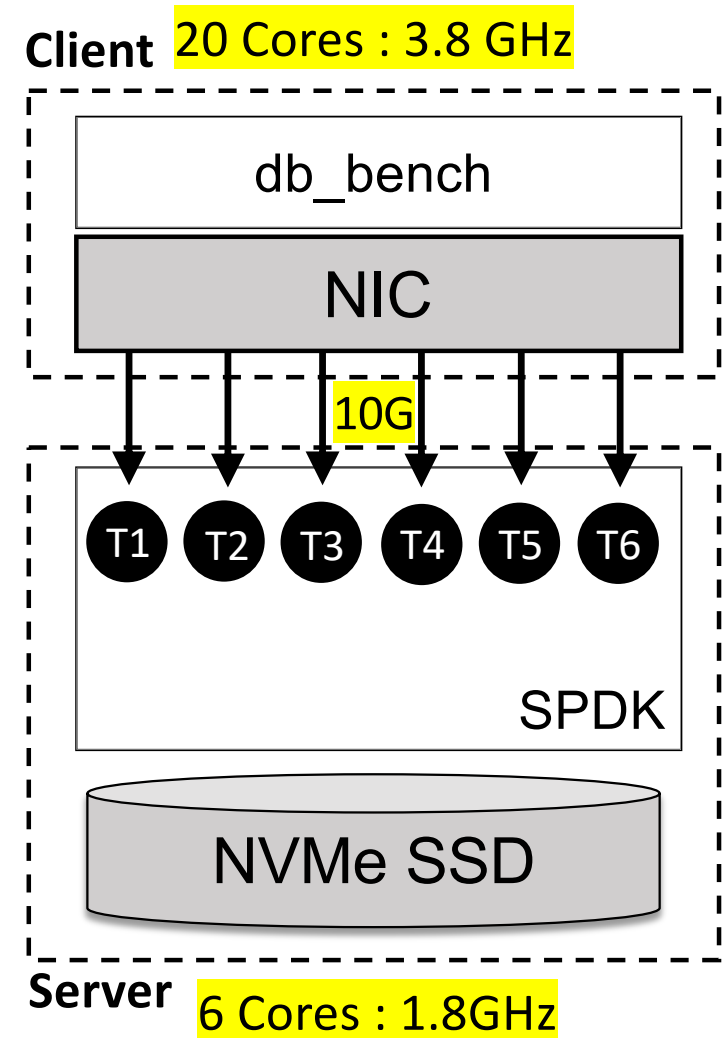 Client 20 Cores : 3.8 GHz
db_bench
NIC
10G
T1 T2 T3 T4 T5 T6
SPDK
NVMe SSD
Server 6 Cores : 1.8GHz